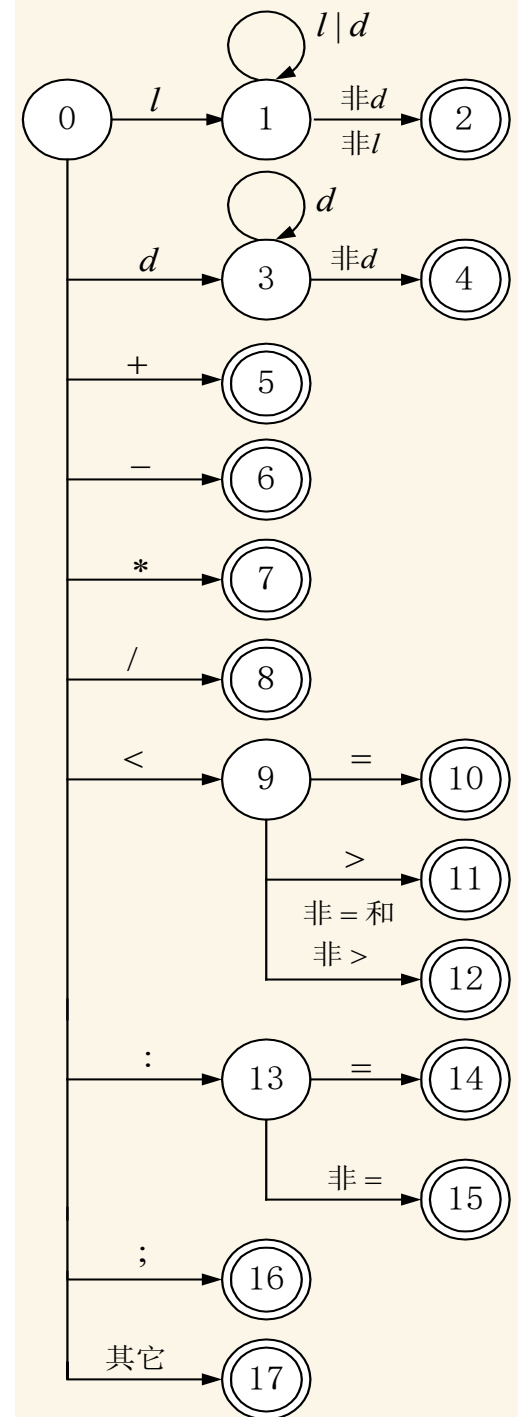 l | d
0 l 1 非d 2
非l
d
d 3 非d 4
+ 5
− 6
* 7
/ 8
< 9 = 10
> 11
非 = 和
非 > 12
: 13 = 14
非 = 15
; 16
其它 17